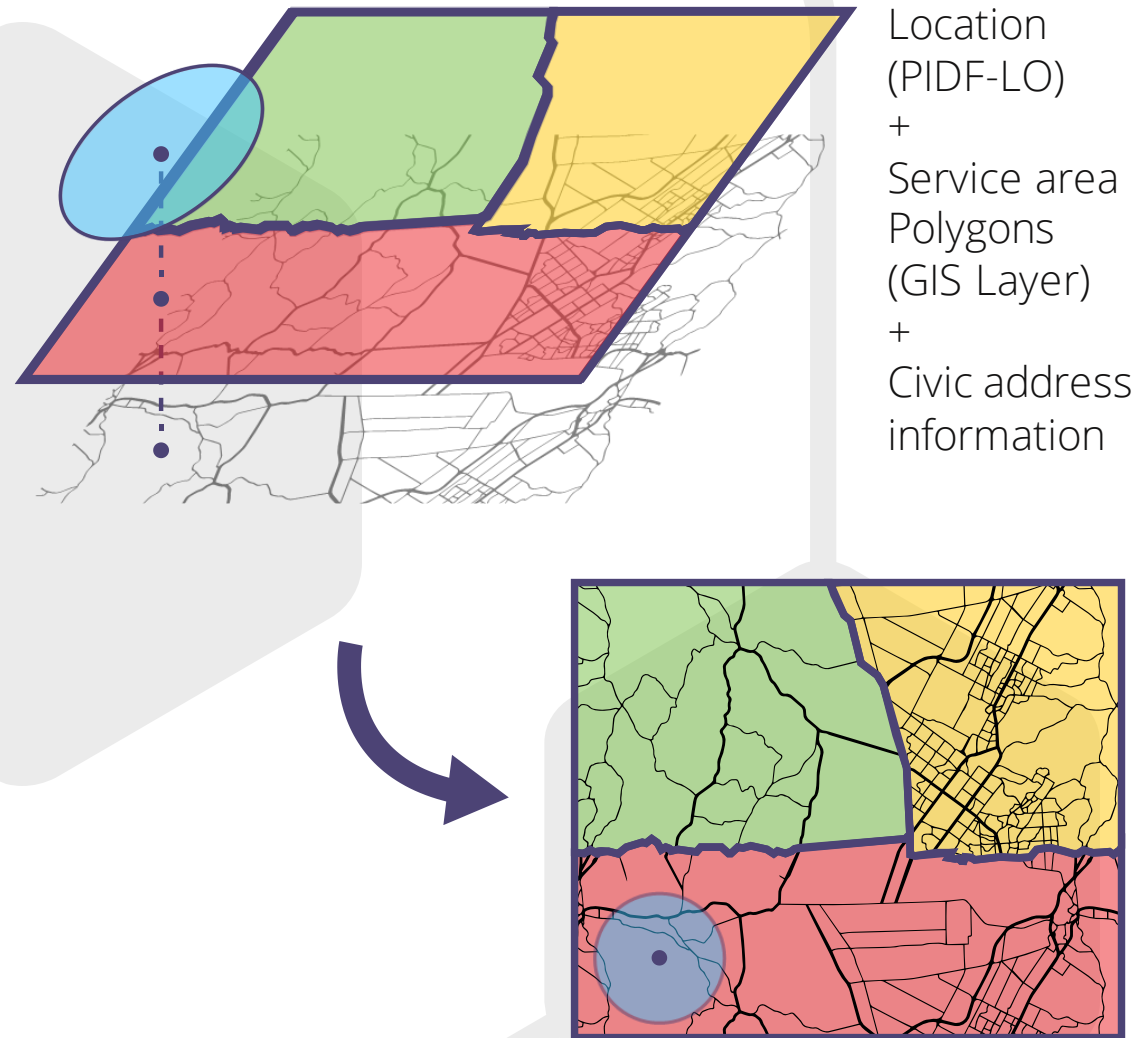 Location
(PIDF-LO)
+
Service area
Polygons
(GIS Layer)
+
Civic address
information